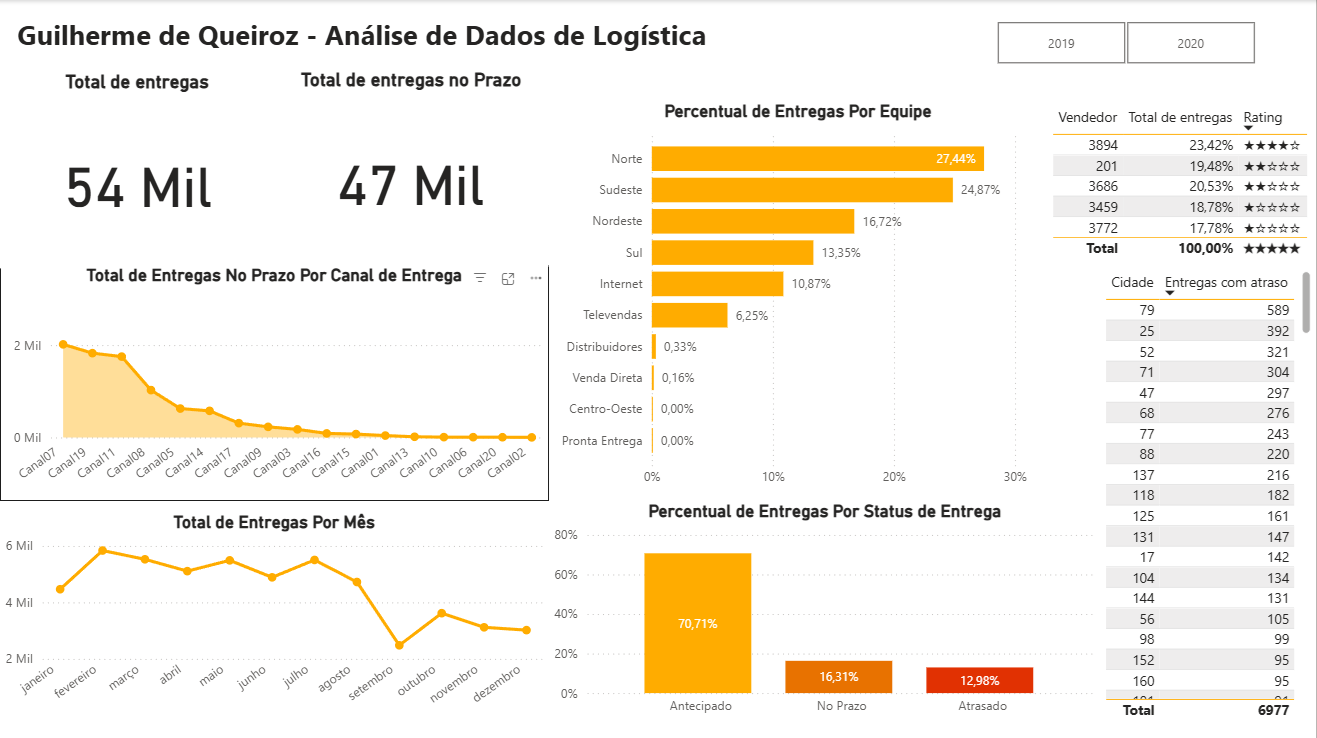 Guilherme de Queiroz - Análise de Dados de Logística
2019
2020
Total de entregas
54 Mil
Total de entregas no Prazo
47 Mil
Total de Entregas No Prazo Por Canal de Entrega
2 Mil
0 Mil
Canal07
Canal19
Canal11
Canal08
Canal05
Canal14
Canal17
Canal09
Canal03
Canal16
Canal15
Canal01
Canal13
Canal10
Canal06
Canal20
Canal02
Total de Entregas Por Mês
6 Mil
4 Mil
2 Mil
janeiro
fevereiro
março
abril
maio
junho
julho
agosto
setembro
outubro
novembro
dezembro
Percentual de Entregas Por Equipe
Norte 27,44%
Sudeste 24,87%
Nordeste 16,72%
Sul 13,35%
Internet 10,87%
Televendas 6,25%
Distribuidores 0,33%
Venda Direta 0,16%
Centro-Oeste 0,00%
Pronta Entrega 0,00%
0% 10% 20% 30%
Percentual de Entregas Por Status de Entrega
80%
60%
40%
20%
0%
70,71%
16,31%
12,98%
Antecipado
No Prazo
Atrasado
Vendedor Total de entregas Rating
3894 23,42% ★★★★☆
201 19,48% ★★☆☆☆
3686 20,53% ★★☆☆☆
3459 18,78% ★☆☆☆☆
3772 17,78% ★☆☆☆☆
Total 100,00% ★★★★★
Cidade Entregas com atraso
79 589
25 392
52 321
71 304
47 297
68 276
77 243
88 220
137 216
118 182
125 161
131 147
17 142
104 134
144 131
56 105
98 99
152 95
160 95
Total 6977